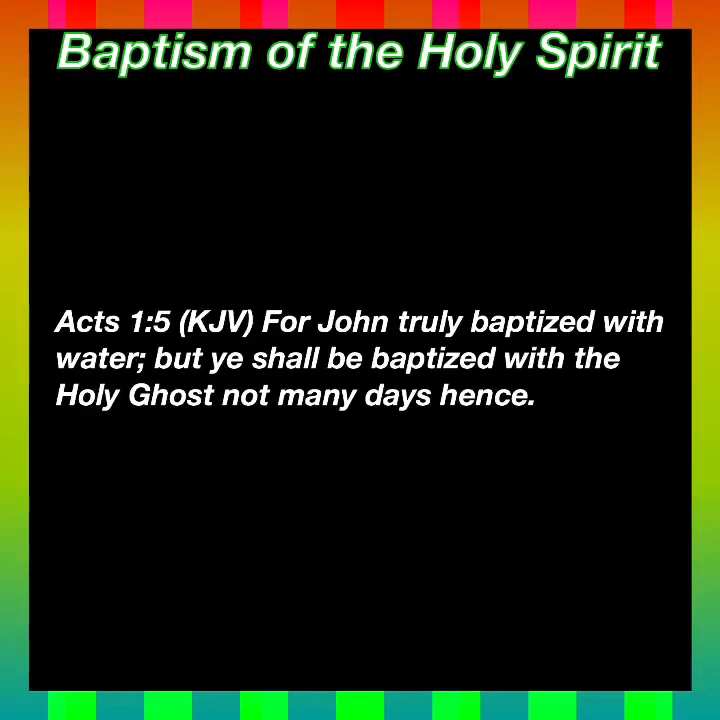 Baptism of the Holy Spirit
Acts 1:5 (KJV) For John truly baptized with
water; but ye shall be baptized with the
Holy Ghost not many days hence.